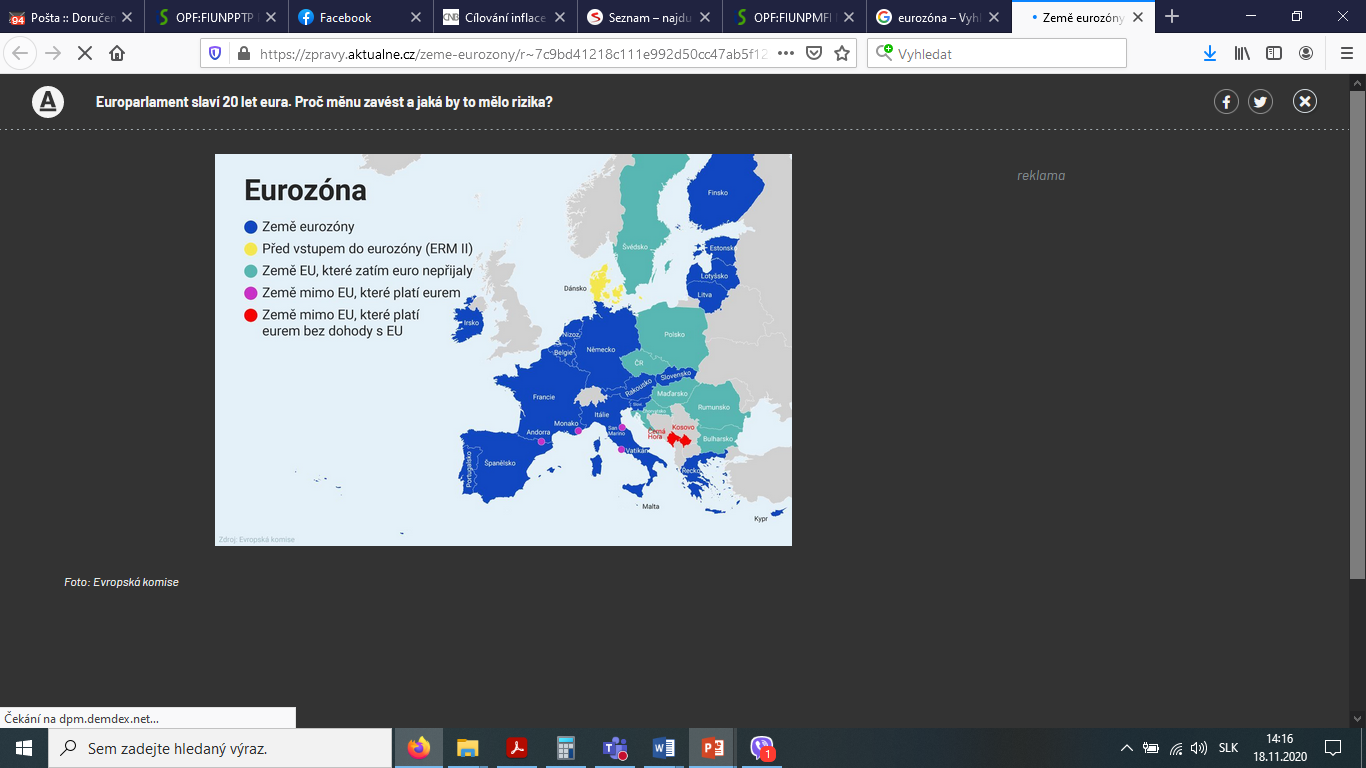 94 Pošta :: Doručen
OPF:FIUNPPTP
Facebook
ČNB Cílování inflace
Seznam – najdu
OPF:FIUNPMFI
eurozóna – Vyhl
Země eurozóny
https://zpravy.aktualne.cz/zeme-eurozony/r~7c9bd41218c111e992d50cc47ab5f12
Vyhledat
A Europarlament slaví 20 let eura. Proč měnu zavést a jaká by to mělo rizika?
reklama
Eurozóna
Země eurozóny
Před vstupem do eurozóny (ERM II)
Země EU, které zatím euro nepřijaly
Země mimo EU, které platí eurem
Země mimo EU, které platí
eurem bez dohody s EU
Finsko
Švédsko
Estonsko
Lotyšsko
Litva
Dánsko
Irsko
Nizoz.
Belgie
Německo
Polsko
ČR
Slovensko
Rakousko
Maďarsko
Rumunsko
Francie
Itálie
Monako
San
Marino
Andorra
Černá
Hora
Kosovo
Bulharsko
Vatikán
Portugalsko
Španělsko
Řecko
Malta
Kypr
Zdroj: Evropská komise
Foto: Evropská komise
Čekání na dpm.demdex.net...
Sem zadejte hledaný výraz.
1
SLK
14:16
18.11.2020